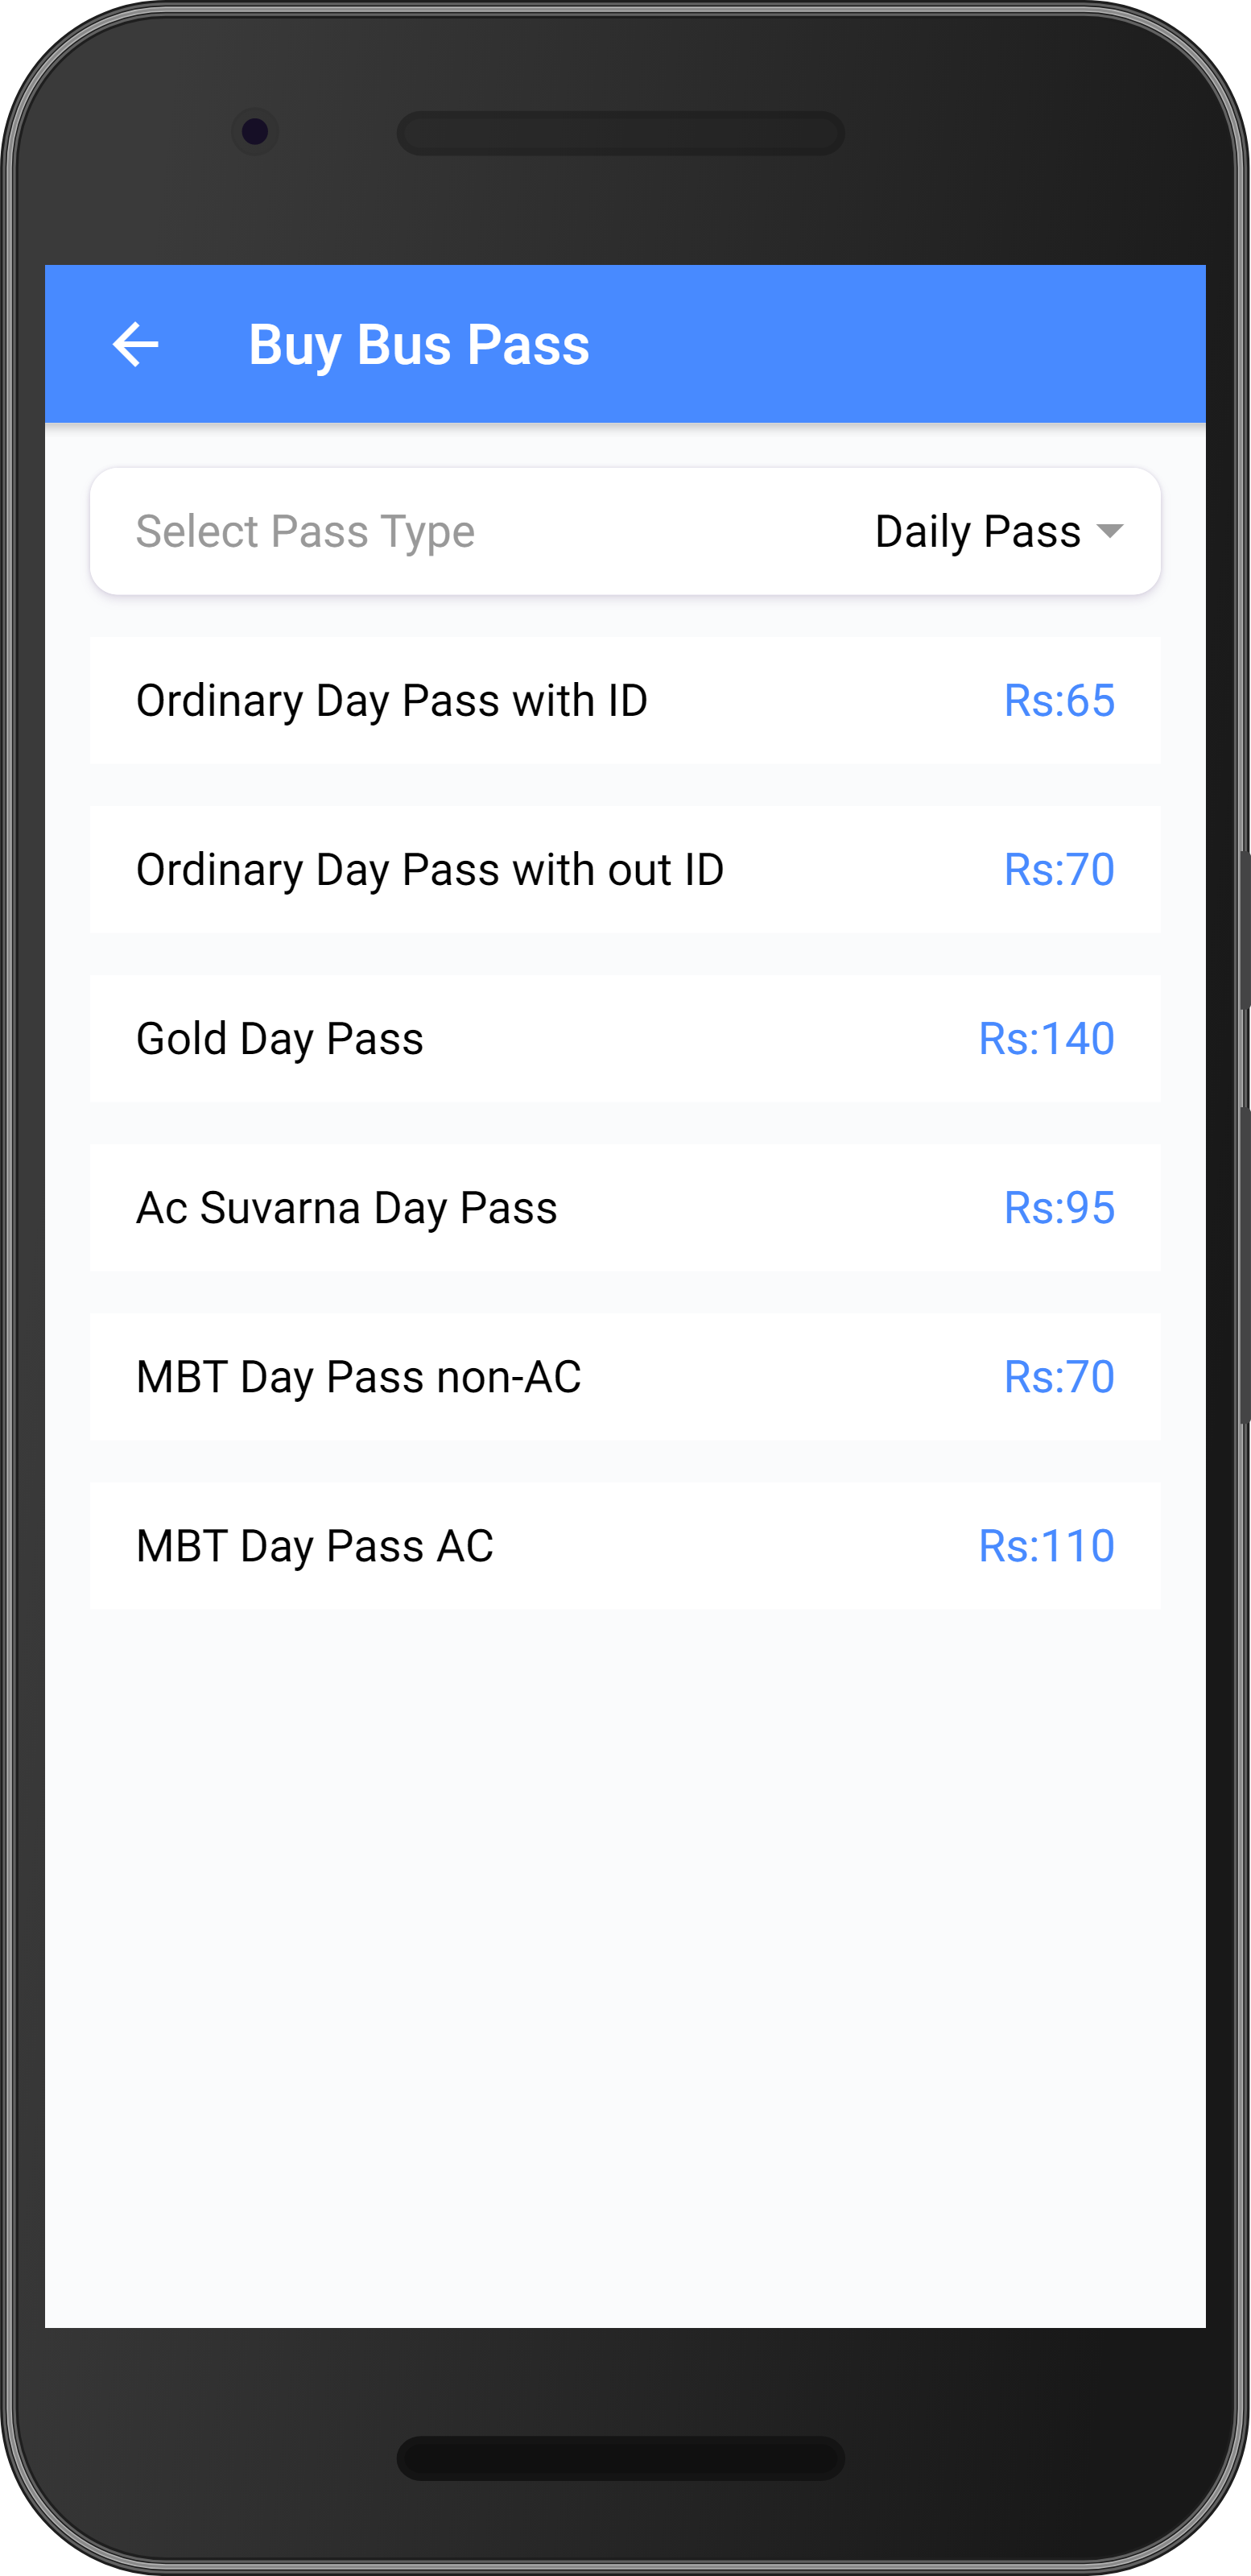 Buy Bus Pass
Select Pass Type Daily Pass
Ordinary Day Pass with ID Rs:65
Ordinary Day Pass with out ID Rs:70
Gold Day Pass Rs:140
Ac Suvarna Day Pass Rs:95
MBT Day Pass non-AC Rs:70
MBT Day Pass AC Rs:110